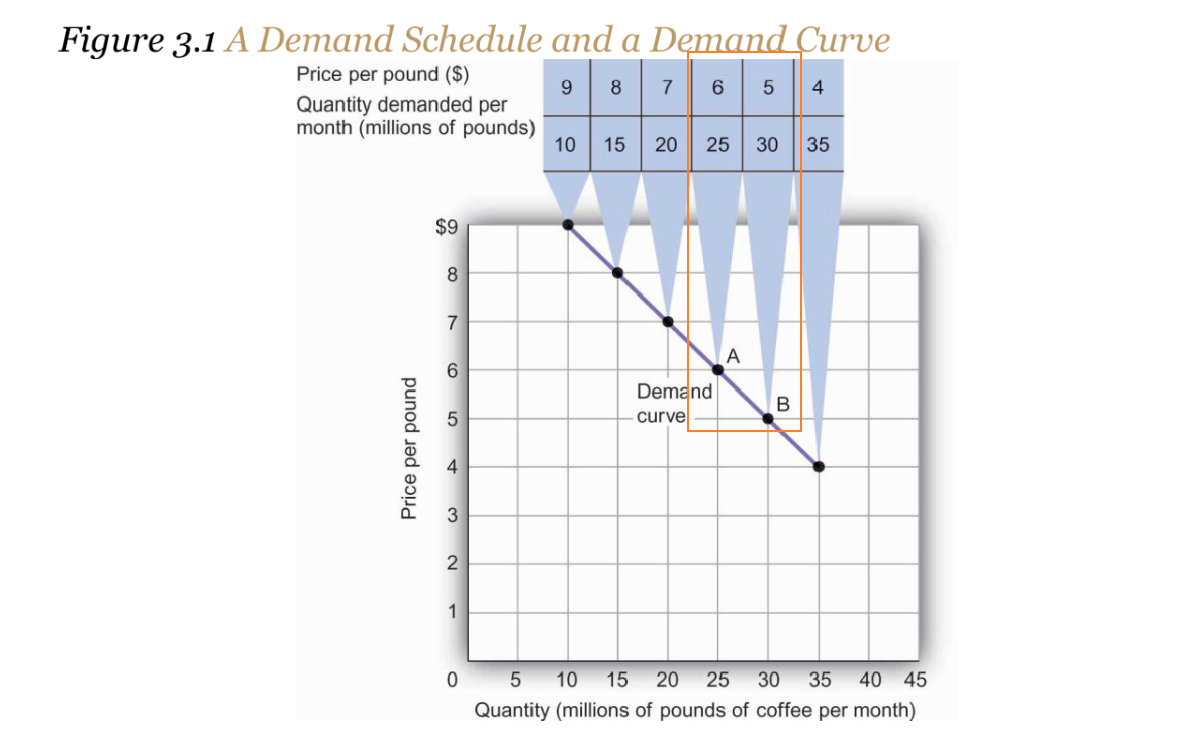 Figure 3.1 A Demand Schedule and a Demand Curve
Price per pound ($)
9 8 7 6 5 4
Quantity demanded per
month (millions of pounds)
10 15 20 25 30 35
$9
8
7
6
5
4
3
2
1
A
B
Demand
curve
Price per pound
0 5 10 15 20 25 30 35 40 45
Quantity (millions of pounds of coffee per month)